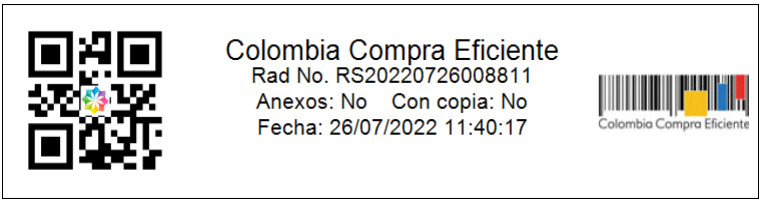 Colombia Compra Eficiente
Rad No. RS20220726008811
Anexos: No Con copia: No
Fecha: 26/07/2022 11:40:17
Colombia Compra Eficiente